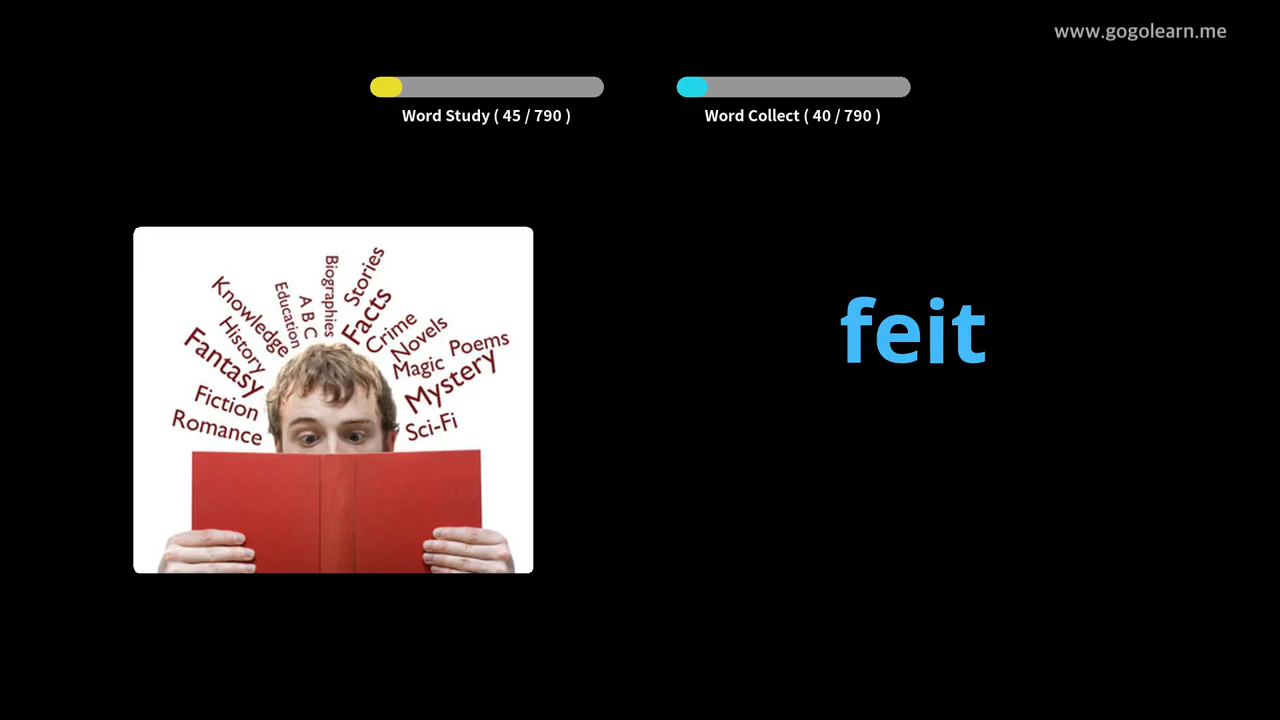 www.gogolearn.me
Word Study ( 45 / 790 )
Word Collect ( 40 / 790 )
feit
Romance
Fiction
Fantasy
History
Knowledge
Education
A B C
Biographies
Stories
Facts
Crime
Novels
Magic
Poems
Mystery
Sci-Fi